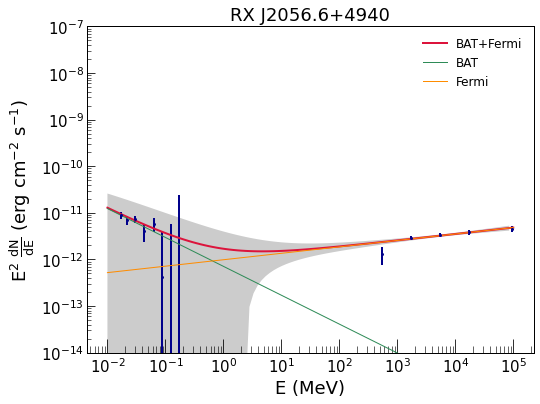 RX J2056.6+4940
E² dN/dE (erg cm⁻² s⁻¹)
10⁻⁷
10⁻⁸
10⁻⁹
10⁻¹⁰
10⁻¹¹
10⁻¹²
10⁻¹³
10⁻¹⁴
BAT+Fermi
BAT
Fermi
10⁻² 10⁻¹ 10⁰ 10¹ 10² 10³ 10⁴ 10⁵
E (MeV)